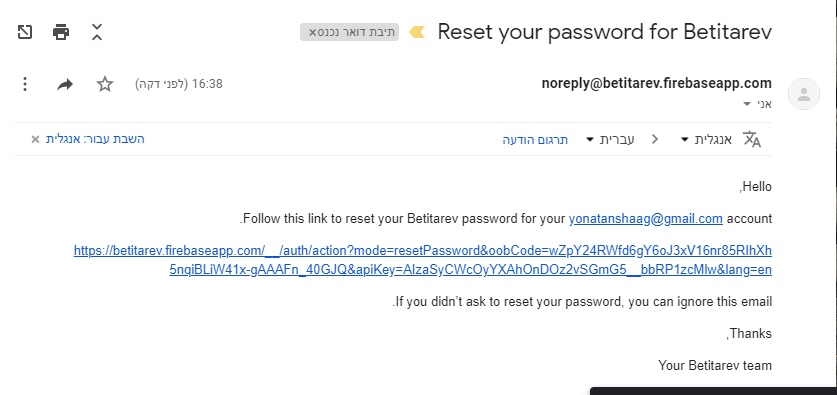 Reset your password for Betitarev
תיבת דואר נכנס ×
noreply@betitarev.firebaseapp.com
16:38 (לפני דקה)
אני
אנגלית
עברית
תרגום הודעה
השבת עבור: אנגלית ×
Hello,
Follow this link to reset your Betitarev password for your yonatanshaag@gmail.com account.
https://betitarev.firebaseapp.com/__/auth/action?mode=resetPassword&oobCode=wZpY24RWfd6gY6oJ3xV16nr85RIhXh
5nqiBLiW41x-gAAAFn_40GJQ&apiKey=AIzaSyCWcOyYXAhOnDOz2vSGmG5__bbRP1zcMlw&lang=en
If you didn't ask to reset your password, you can ignore this email.
Thanks,
Your Betitarev team